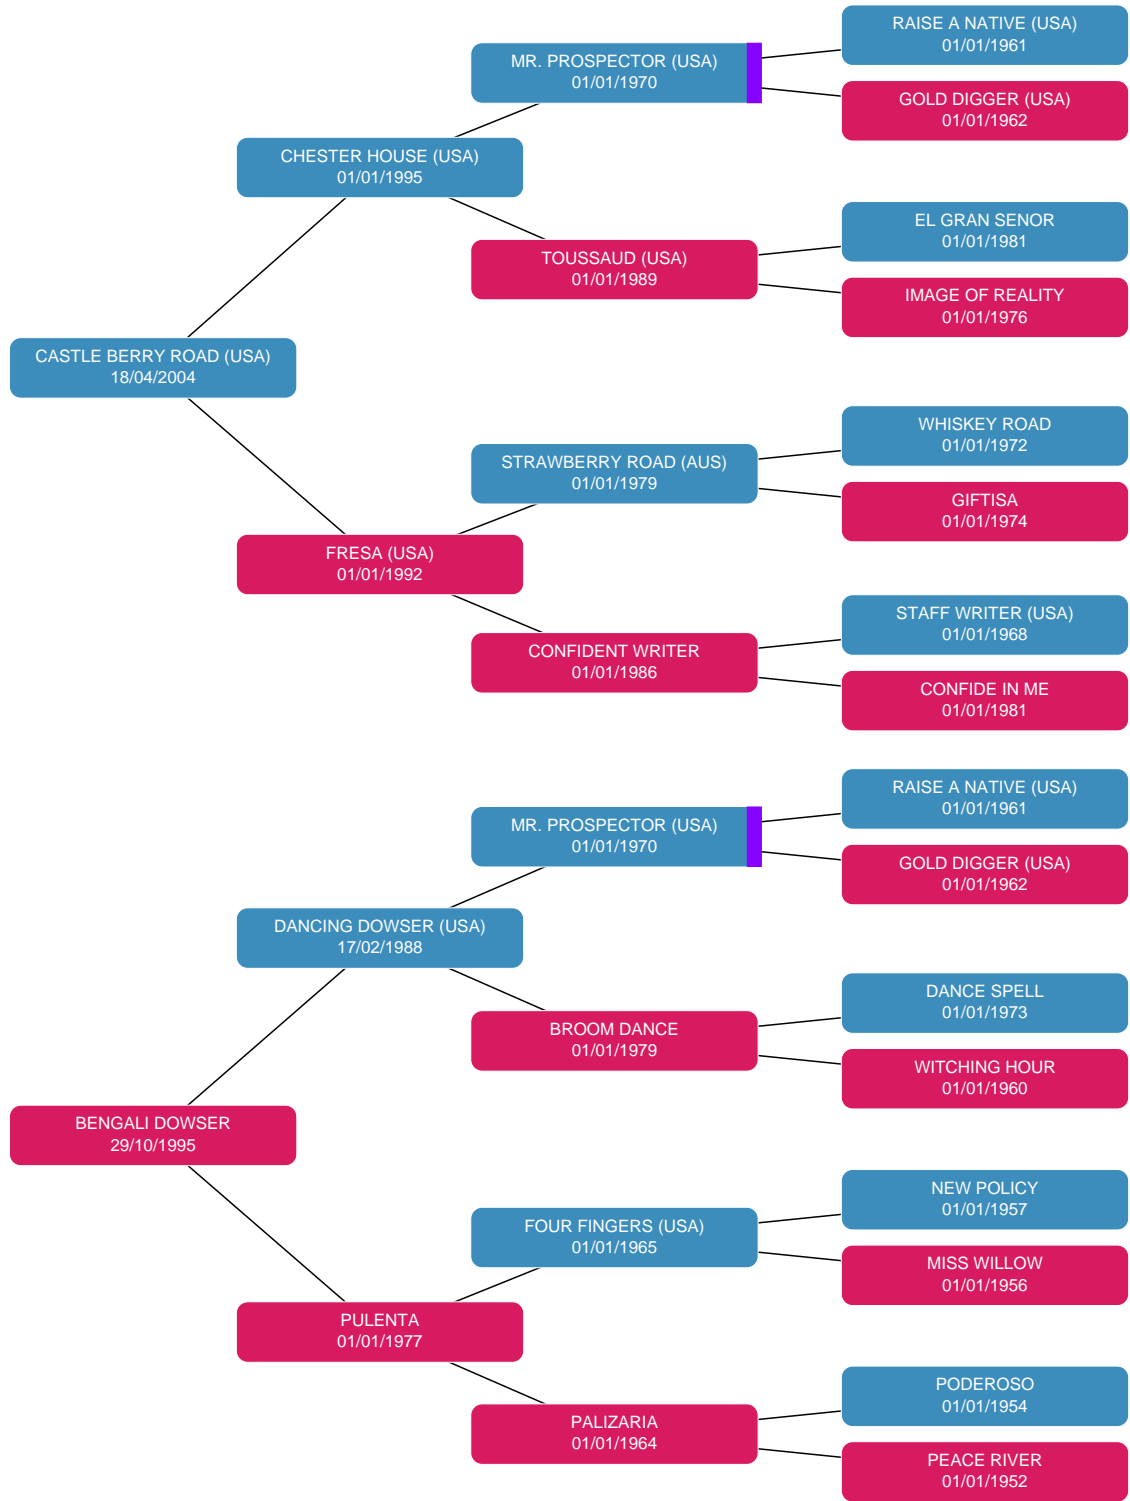 RAISE A NATIVE (USA)
01/01/1961
MR. PROSPECTOR (USA)
01/01/1970
GOLD DIGGER (USA)
01/01/1962
CHESTER HOUSE (USA)
01/01/1995
EL GRAN SENOR
01/01/1981
TOUSSAUD (USA)
01/01/1989
IMAGE OF REALITY
01/01/1976
CASTLE BERRY ROAD (USA)
18/04/2004
WHISKEY ROAD
01/01/1972
STRAWBERRY ROAD (AUS)
01/01/1979
GIFTISA
01/01/1974
FRESA (USA)
01/01/1992
STAFF WRITER (USA)
01/01/1968
CONFIDENT WRITER
01/01/1986
CONFIDE IN ME
01/01/1981
RAISE A NATIVE (USA)
01/01/1961
MR. PROSPECTOR (USA)
01/01/1970
GOLD DIGGER (USA)
01/01/1962
DANCING DOWSER (USA)
17/02/1988
DANCE SPELL
01/01/1973
BROOM DANCE
01/01/1979
WITCHING HOUR
01/01/1960
BENGALI DOWSER
29/10/1995
NEW POLICY
01/01/1957
FOUR FINGERS (USA)
01/01/1965
MISS WILLOW
01/01/1956
PULENTA
01/01/1977
PODEROSO
01/01/1954
PALIZARIA
01/01/1964
PEACE RIVER
01/01/1952